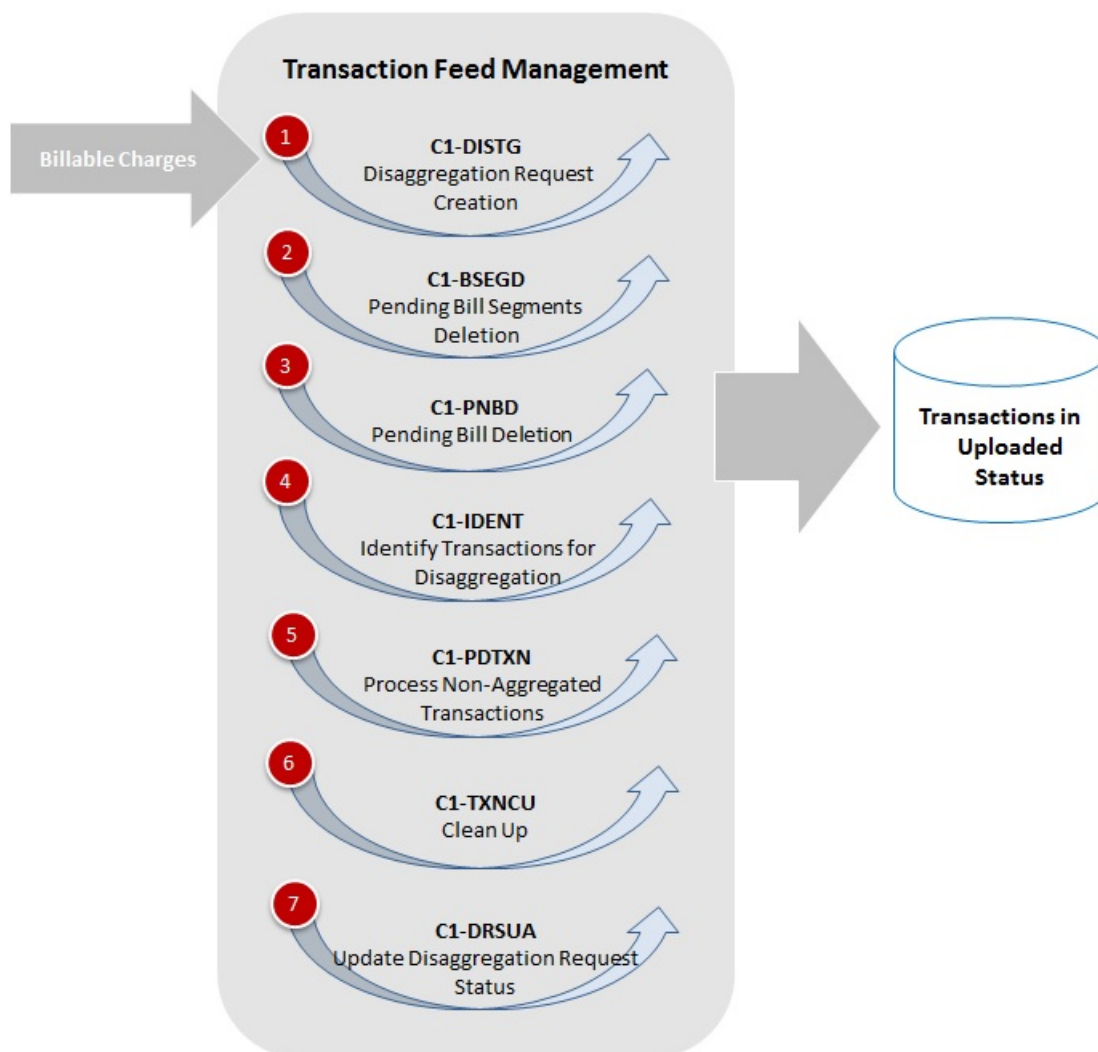 Transaction Feed Management
Billable Charges
1
C1-DISTG
Disaggregation Request
Creation
2
C1-BSEGD
Pending Bill Segments
Deletion
3
C1-PNBD
Pending Bill Deletion
4
C1-IDENT
Identify Transactions for
Disaggregation
5
C1-PDTXN
Process Non-Aggregated
Transactions
6
C1-TXNCU
Clean Up
7
C1-DRSUA
Update Disaggregation Request
Status
Transactions in
Uploaded
Status